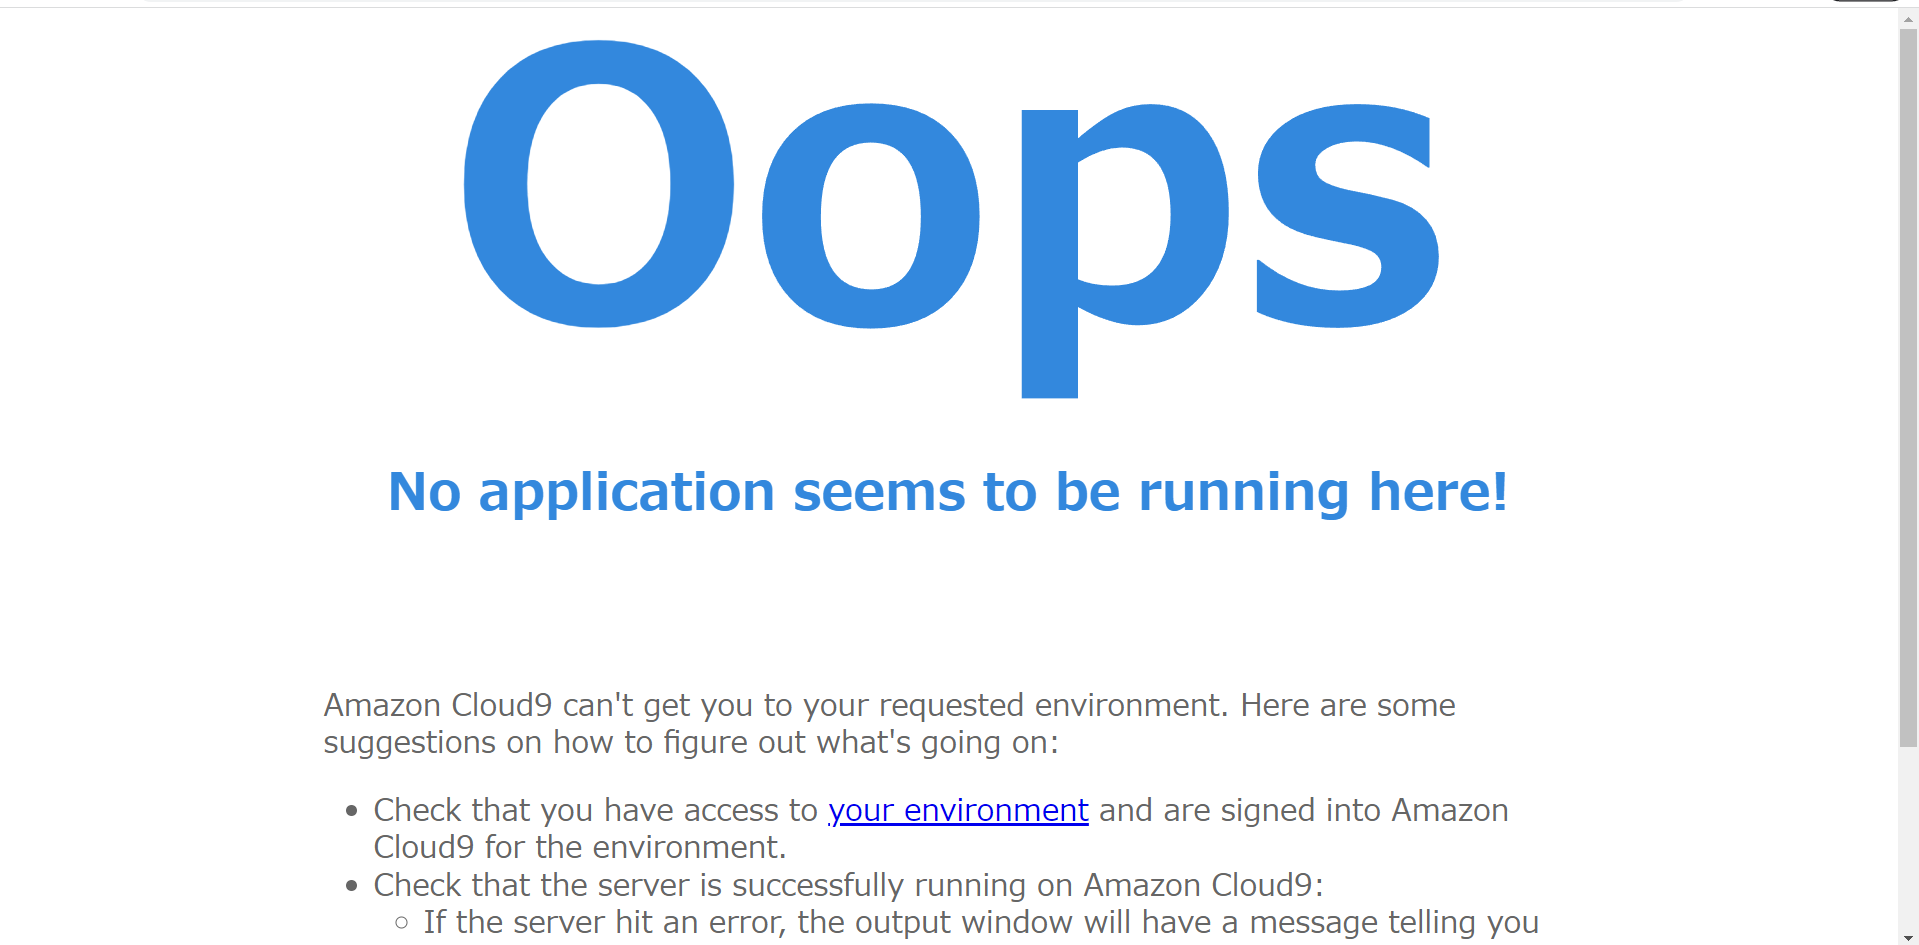 Oops
No application seems to be running here!
Amazon Cloud9 can't get you to your requested environment. Here are some
suggestions on how to figure out what's going on:
• Check that you have access to your environment and are signed into Amazon
Cloud9 for the environment.
• Check that the server is successfully running on Amazon Cloud9:
◦ If the server hit an error, the output window will have a message telling you